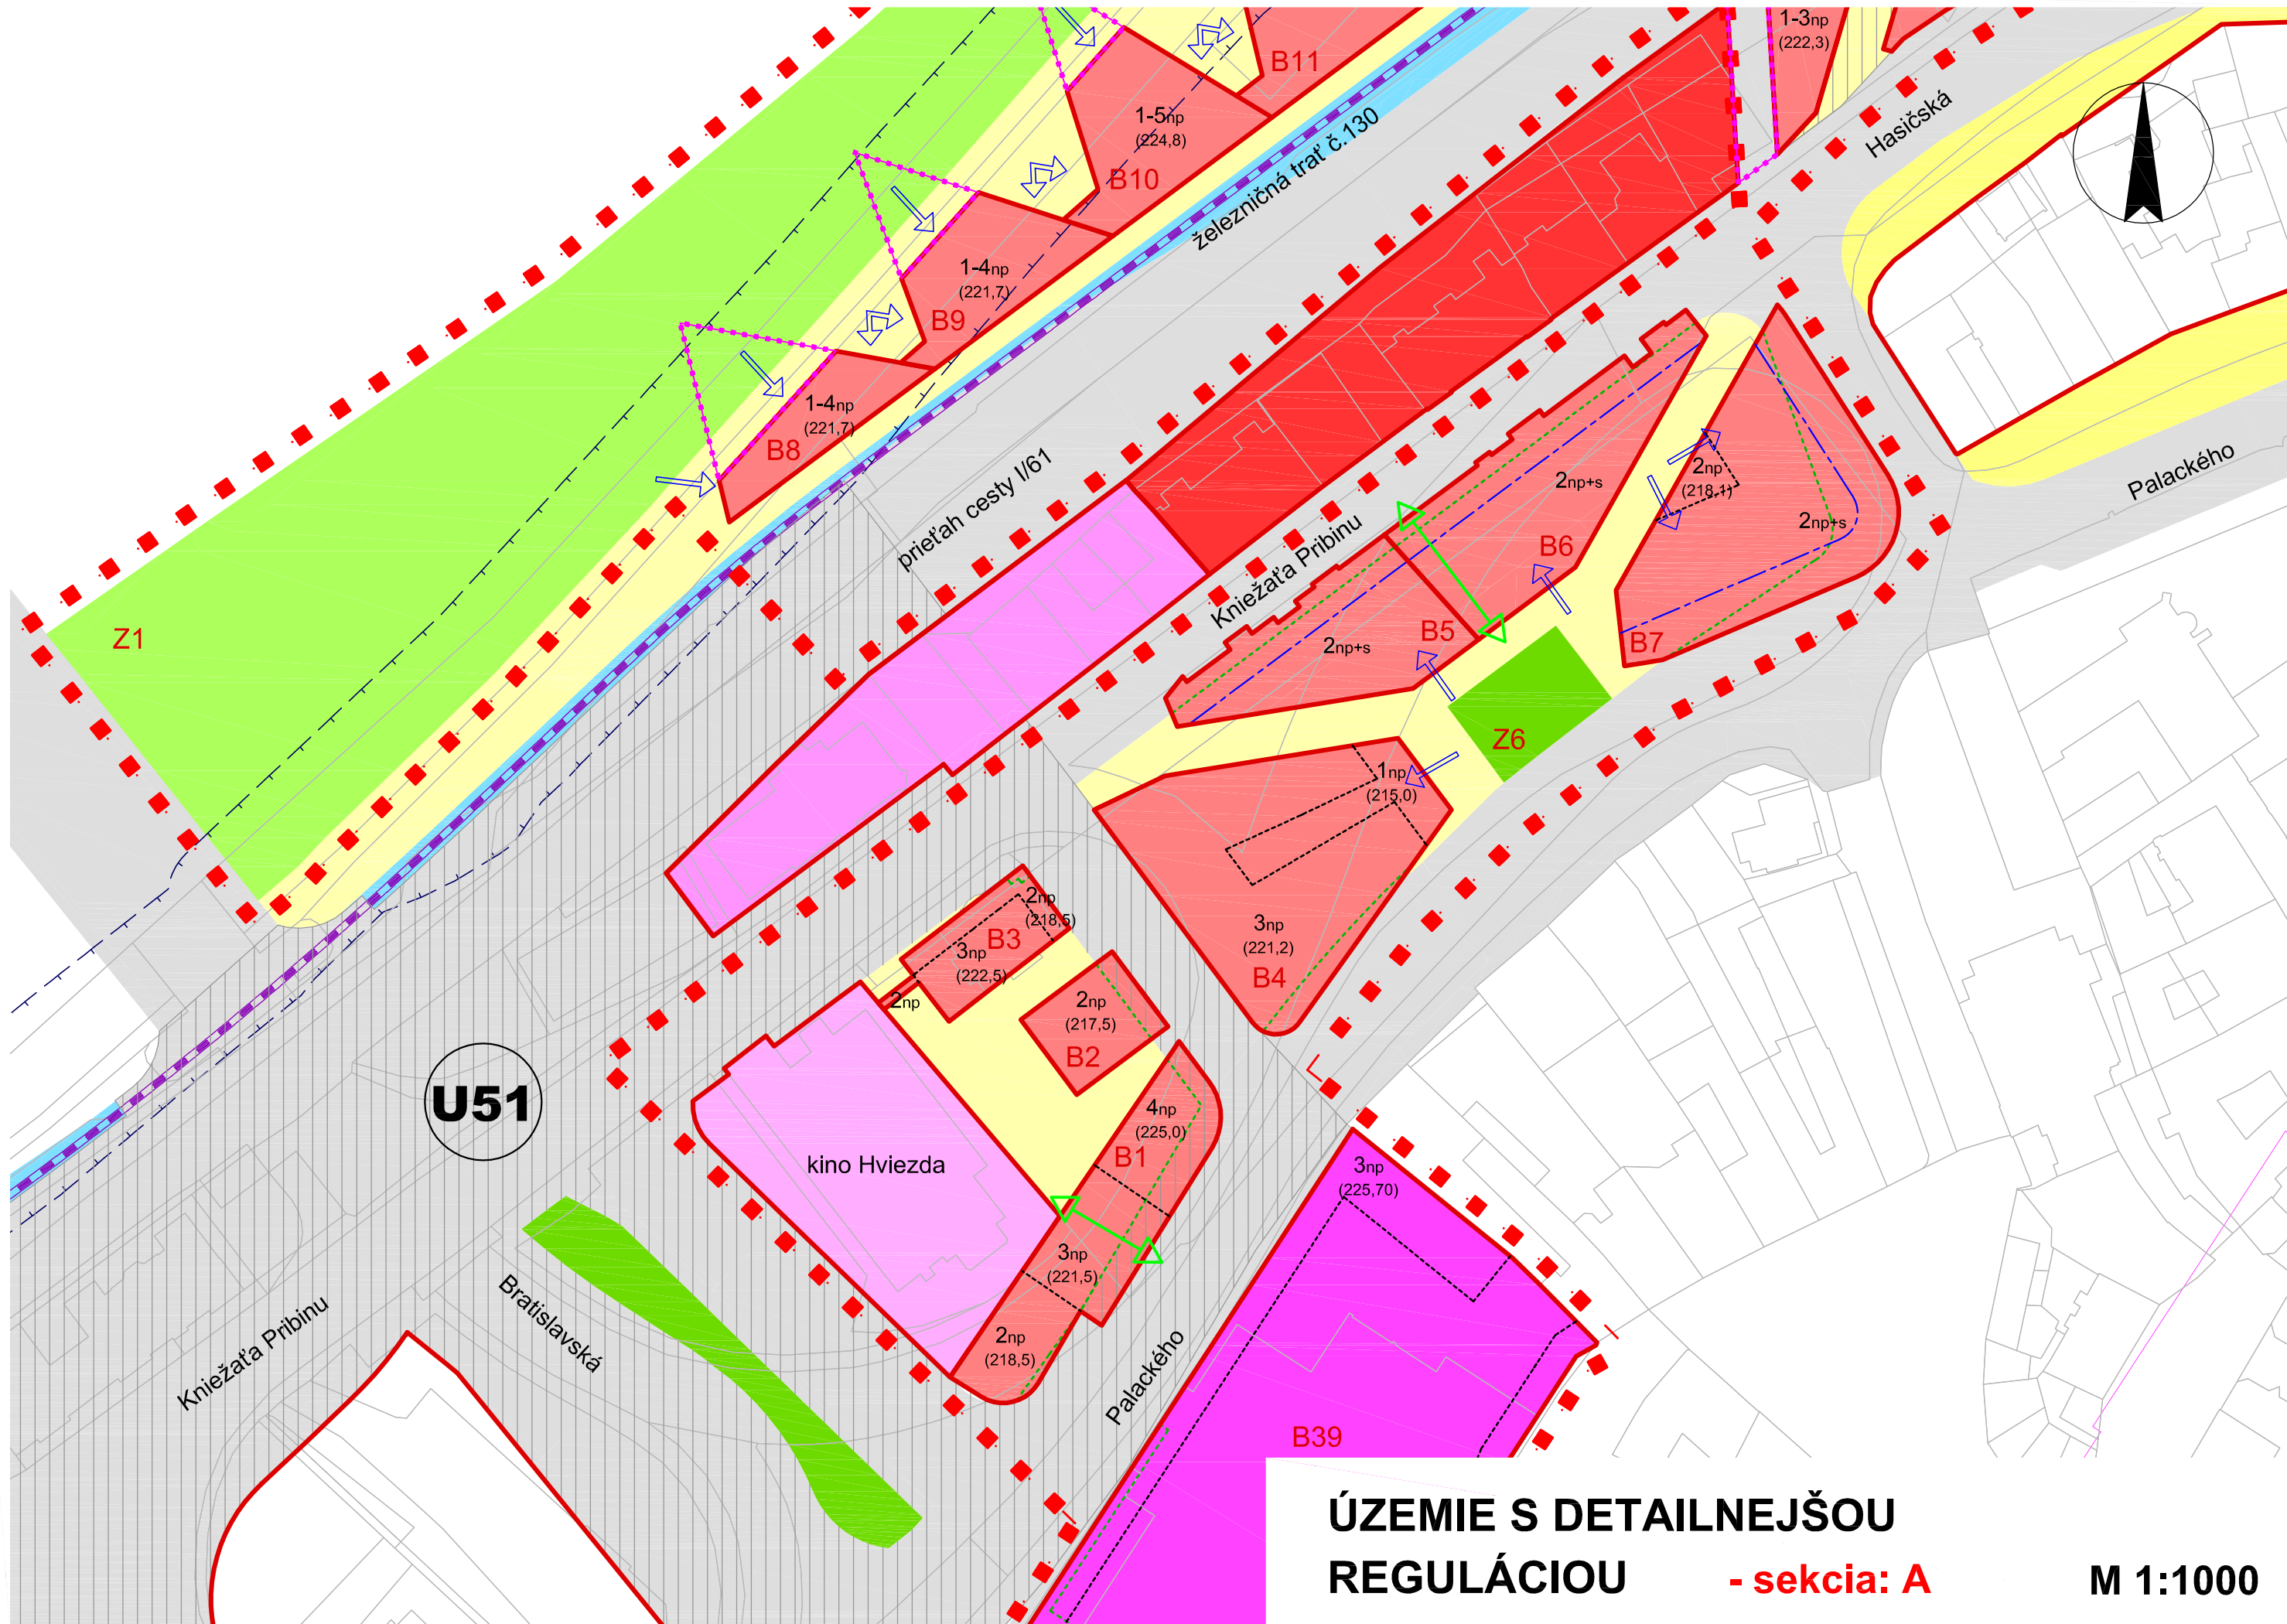 1-3np
(222,3)
B11
1-5np
(224,8)
B10
železničná trať č.130
Hasičská
1-4np
(221,7)
B9
1-4np
(221,7)
B8
prieťah cesty I/61
Palackého
2np
(218,1)
2np+s
2np+s
B6
B7
Kniežaťa Pribinu
B5
2np+s
Z1
Z6
1np
(215,0)
3np
(221,2)
B4
2np
(218,5)
B3
3np
(222,5)
2np
2np
(217,5)
B2
U51
4np
(225,0)
B1
kino Hviezda
3np
(225,70)
3np
(221,5)
2np
(218,5)
Kniežaťa Pribinu
Bratislavská
Palackého
B39
ÚZEMIE S DETAILNEJŠOU
REGULÁCIOU - sekcia: A M 1:1000